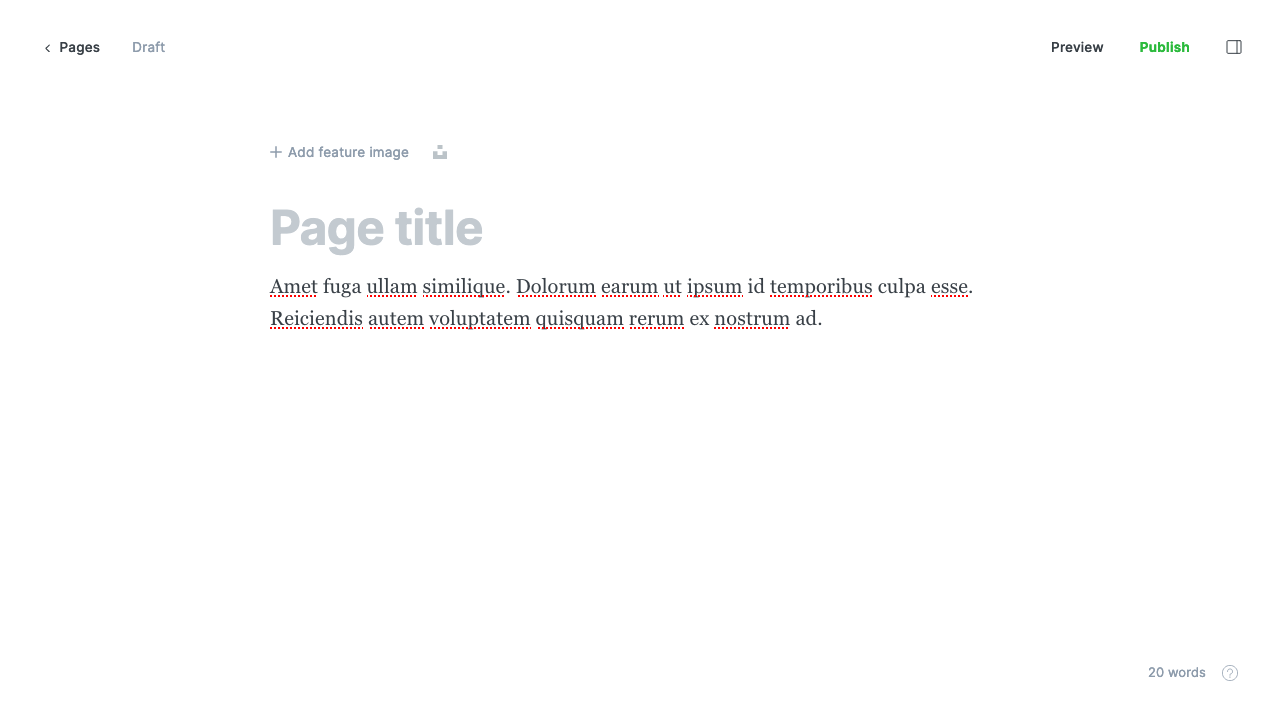 Pages
Draft
Preview
Publish
Add feature image
Page title
Amet fuga ullam similique. Dolorum earum ut ipsum id temporibus culpa esse.
Reiciendis autem voluptatem quisquam rerum ex nostrum ad.
20 words
?